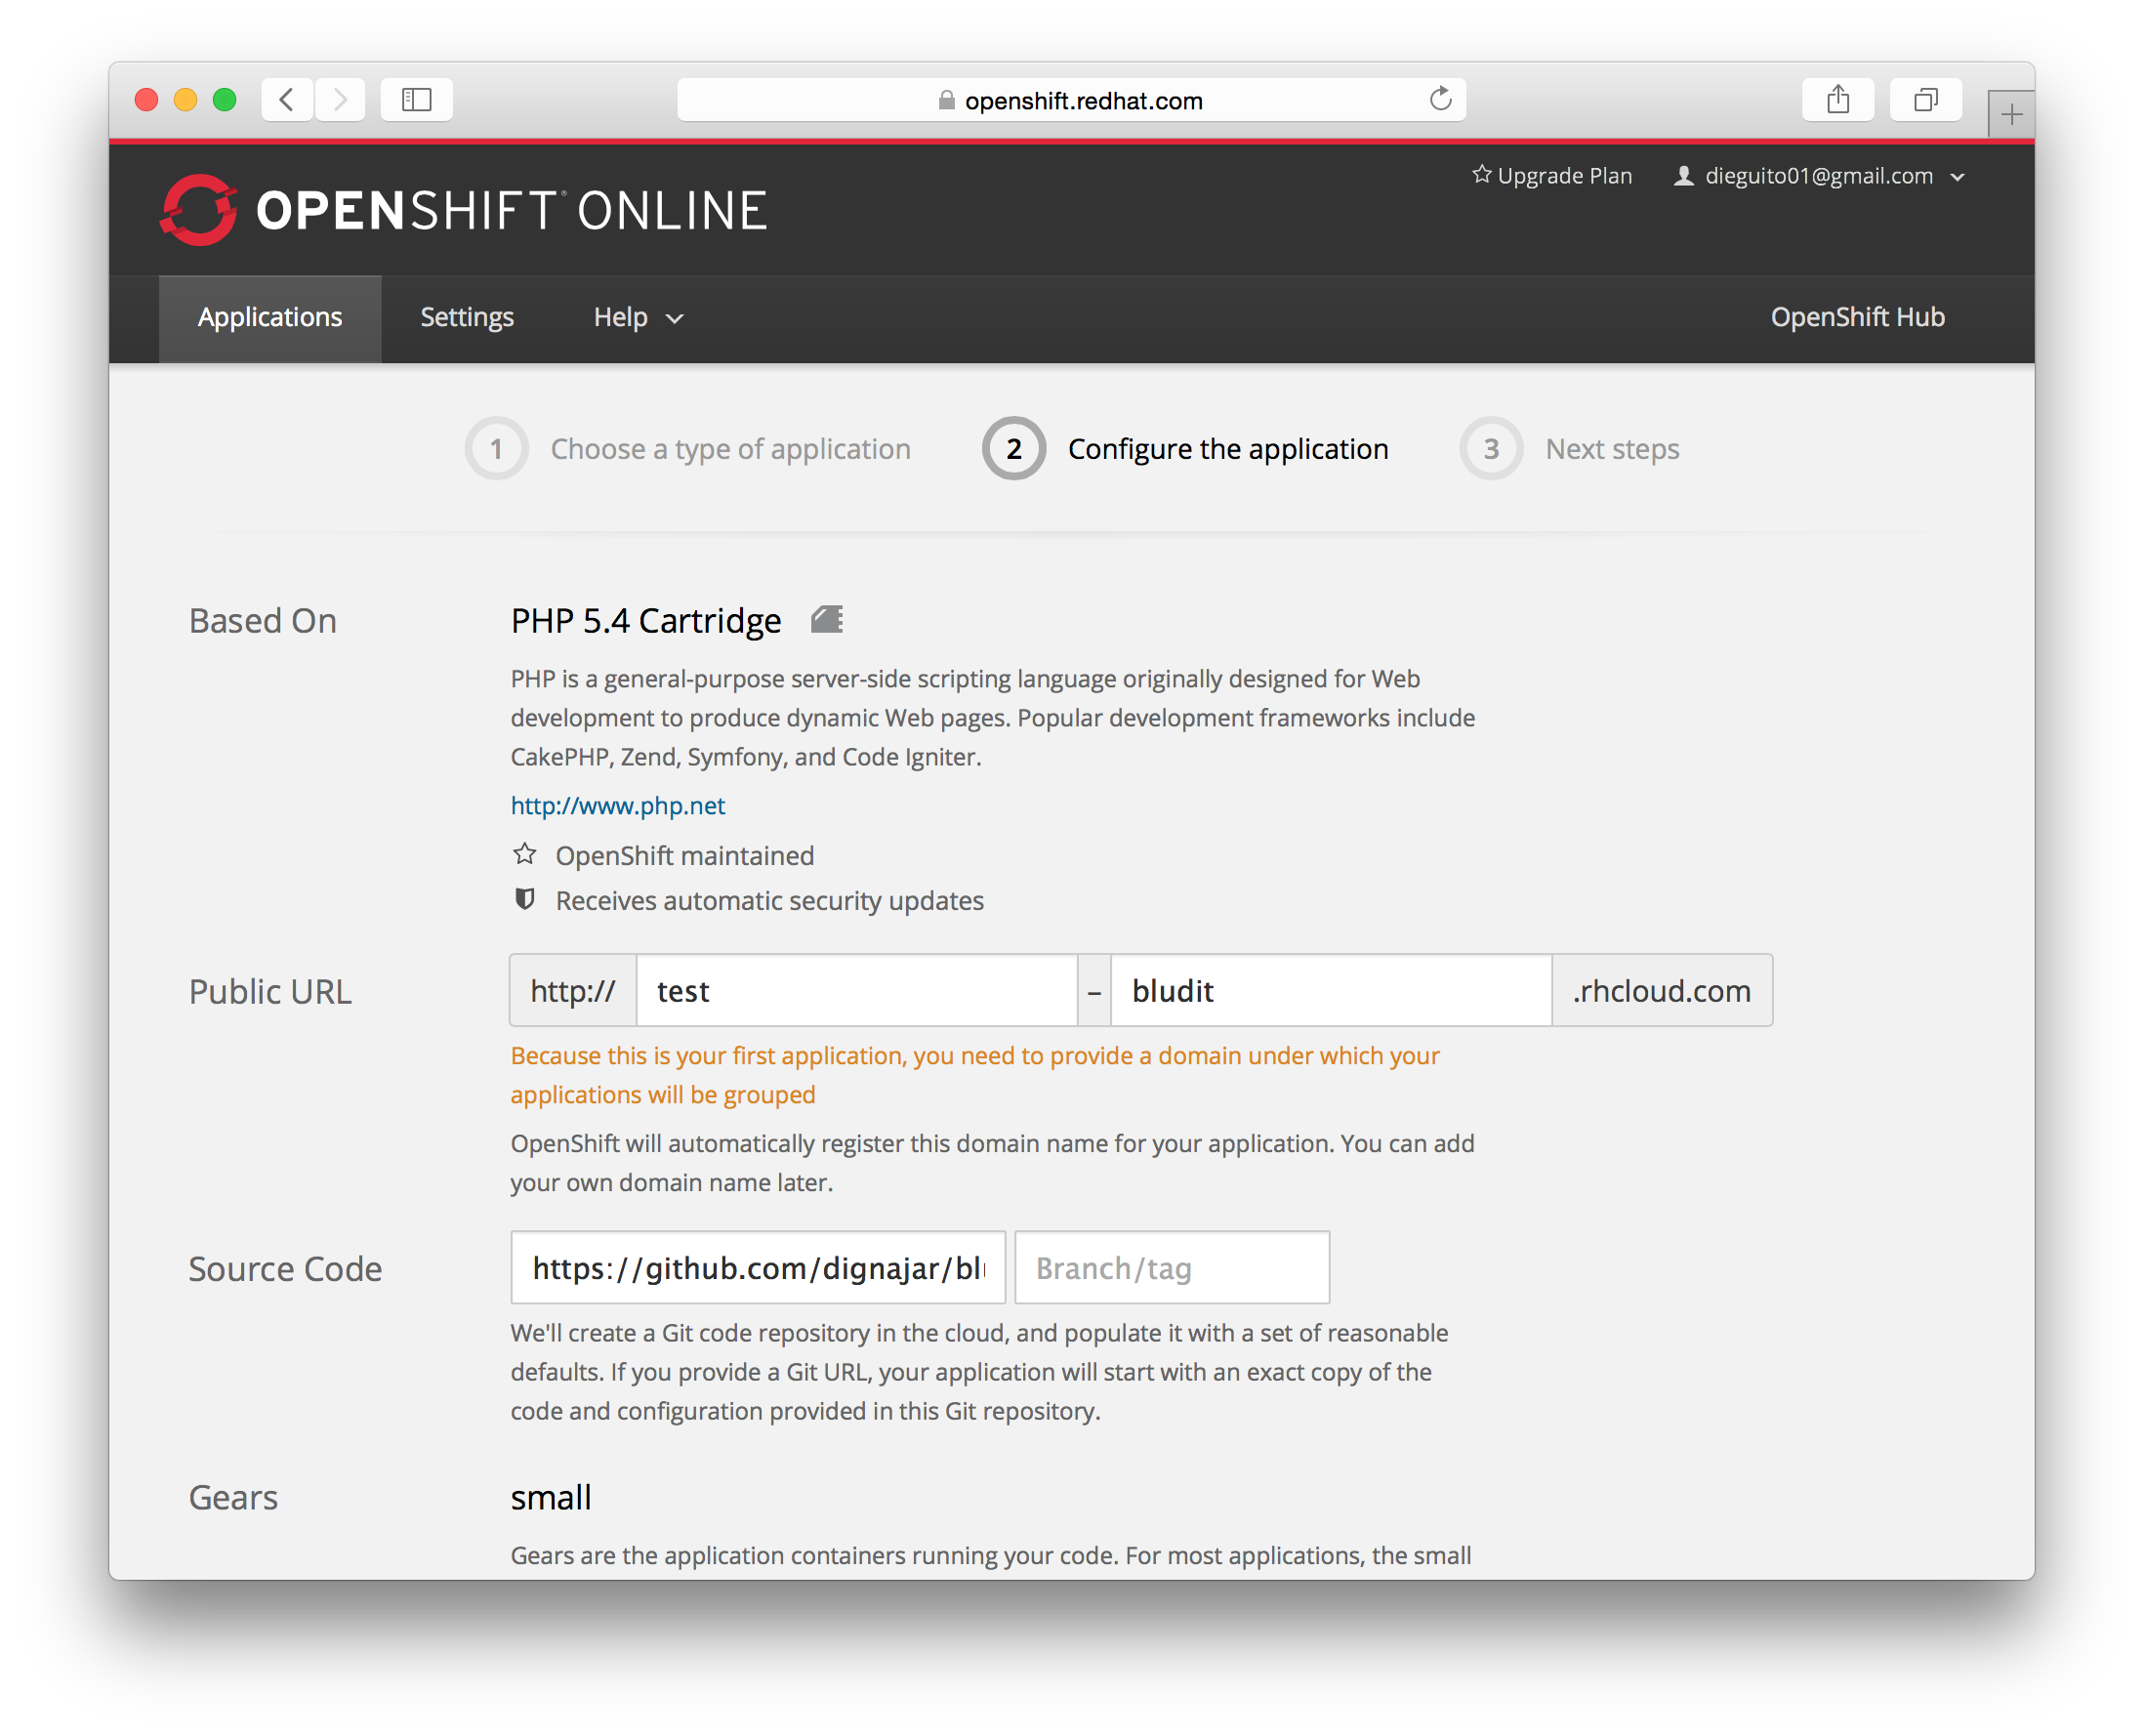 openshift.redhat.com
Upgrade Plan dieguito01@gmail.com
OPENSHIFT ONLINE
Applications Settings Help OpenShift Hub
1 Choose a type of application 2 Configure the application 3 Next steps
Based On PHP 5.4 Cartridge
PHP is a general-purpose server-side scripting language originally designed for Web
development to produce dynamic Web pages. Popular development frameworks include
CakePHP, Zend, Symfony, and Code Igniter.
http://www.php.net
OpenShift maintained
Receives automatic security updates
Public URL http:// test – bludit .rhcloud.com
Because this is your first application, you need to provide a domain under which your
applications will be grouped
OpenShift will automatically register this domain name for your application. You can add
your own domain name later.
Source Code https://github.com/dignajar/bl Branch/tag
We'll create a Git code repository in the cloud, and populate it with a set of reasonable
defaults. If you provide a Git URL, your application will start with an exact copy of the
code and configuration provided in this Git repository.
Gears small
Gears are the application containers running your code. For most applications, the small